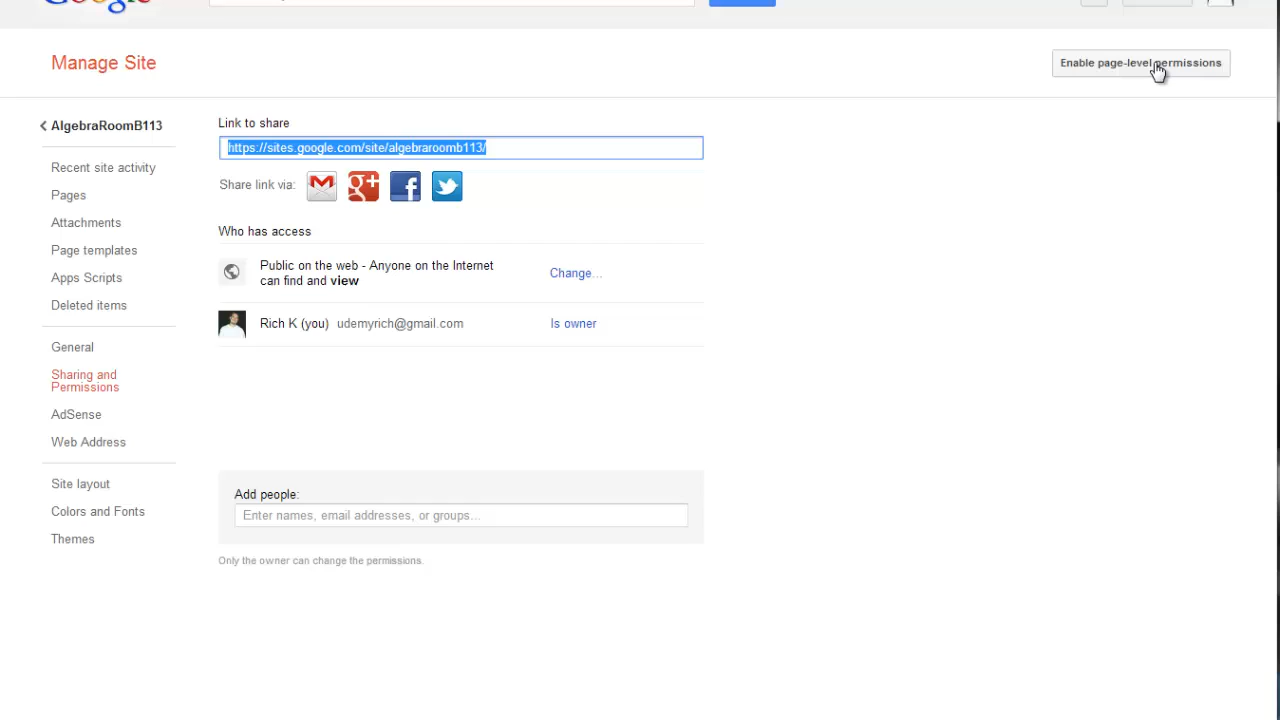 Google
Manage Site
Enable page-level permissions
AlgebraRoomB113
Recent site activity
Pages
Attachments
Page templates
Apps Scripts
Deleted items
General
Sharing and
Permissions
AdSense
Web Address
Site layout
Colors and Fonts
Themes
Link to share
https://sites.google.com/site/algebraroomb113/
Share link via:
Who has access
Public on the web - Anyone on the Internet
can find and view
Change...
Rich K (you) udemyrich@gmail.com
Is owner
Add people:
Enter names, email addresses, or groups...
Only the owner can change the permissions.